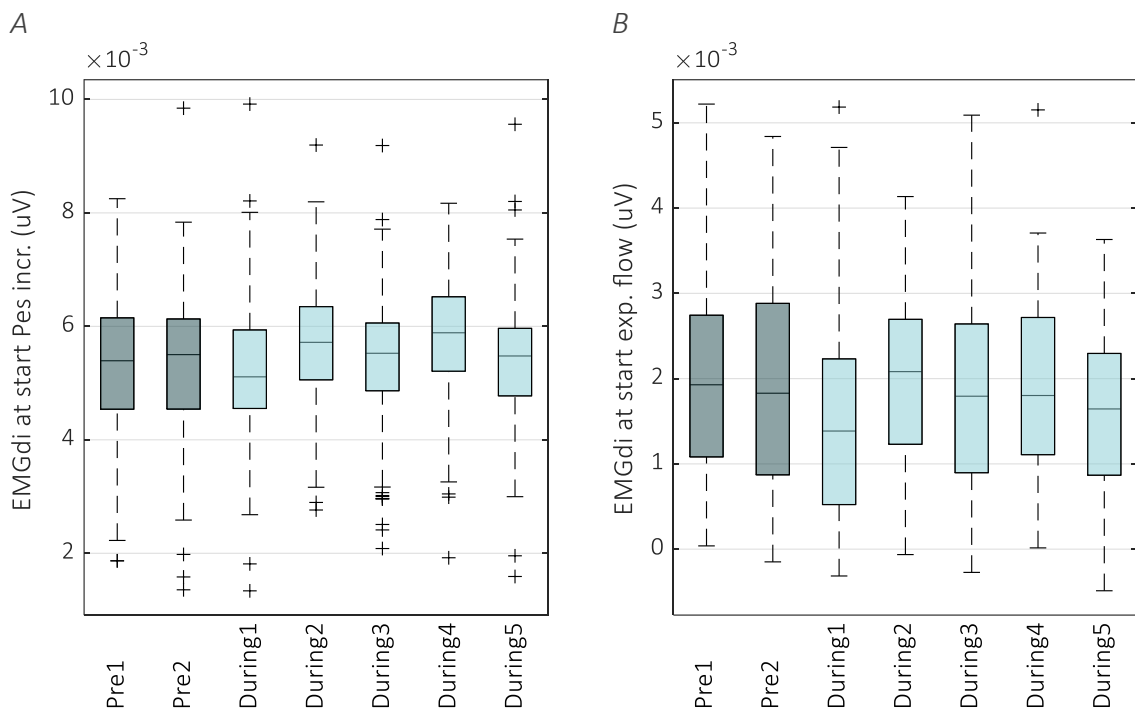 A
×10-3
EMGdi at start Pes incr. (uV)
10
8
6
4
2
Pre1
Pre2
During1
During2
During3
During4
During5
B
×10-3
EMGdi at start exp. flow (uV)
5
4
3
2
1
0
Pre1
Pre2
During1
During2
During3
During4
During5